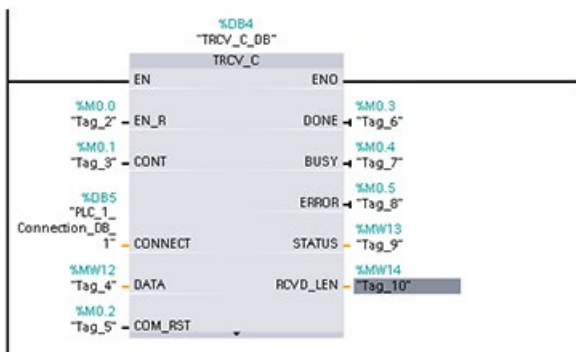 %DB4
"TRCV_C_DB"
TRCV_C
EN ENO
%M0.0 %M0.3
"Tag_2" EN_R DONE "Tag_6"
%M0.1 %M0.4
"Tag_3" CONT BUSY "Tag_7"
%DB5 %M0.5
"PLC_1_ ERROR "Tag_8"
Connection_DB_ %MW13
1" CONNECT STATUS "Tag_9"
%MW12 %MW14
"Tag_4" DATA RCVD_LEN "Tag_10"
%M0.2
"Tag_5" COM_RST